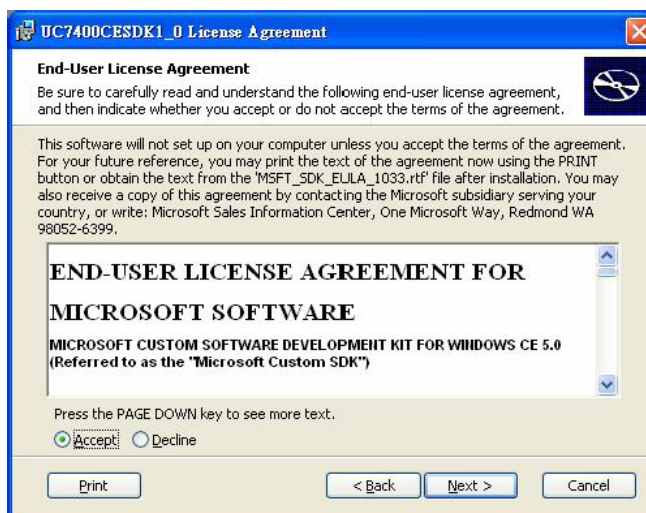 UC7400CESDK1_0 License Agreement
End-User License Agreement
Be sure to carefully read and understand the following end-user license agreement,
and then indicate whether you accept or do not accept the terms of the agreement.
This software will not set up on your computer unless you accept the terms of the agreement.
For your future reference, you may print the text of the agreement now using the PRINT
button or obtain the text from the 'MSFT_SDK_EULA_1033.rtf' file after installation. You may
also receive a copy of this agreement by contacting the Microsoft subsidiary serving your
country, or write: Microsoft Sales Information Center, One Microsoft Way, Redmond WA
98052-6399.
END-USER LICENSE AGREEMENT FOR
MICROSOFT SOFTWARE
MICROSOFT CUSTOM SOFTWARE DEVELOPMENT KIT FOR WINDOWS CE 5.0
(Referred to as the "Microsoft Custom SDK")
Press the PAGE DOWN key to see more text.
Accept Decline
Print < Back Next > Cancel